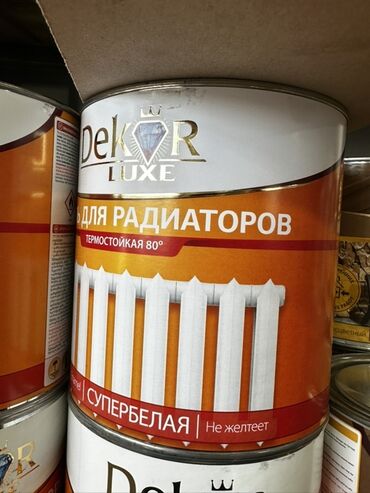 DeKOR
LUXE
ДЛЯ РАДИАТОРОВ
ТЕРМОСТОЙКАЯ 80°
СУПЕРБЕЛАЯ | Не желтеет